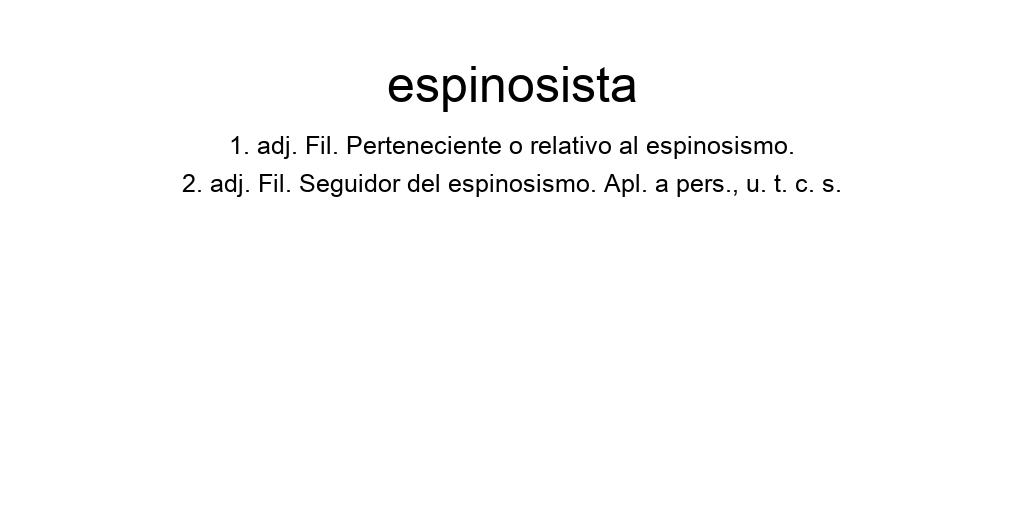 espinosista
1. adj. Fil. Perteneciente o relativo al espinosismo.
2. adj. Fil. Seguidor del espinosismo. Apl. a pers., u. t. c. s.